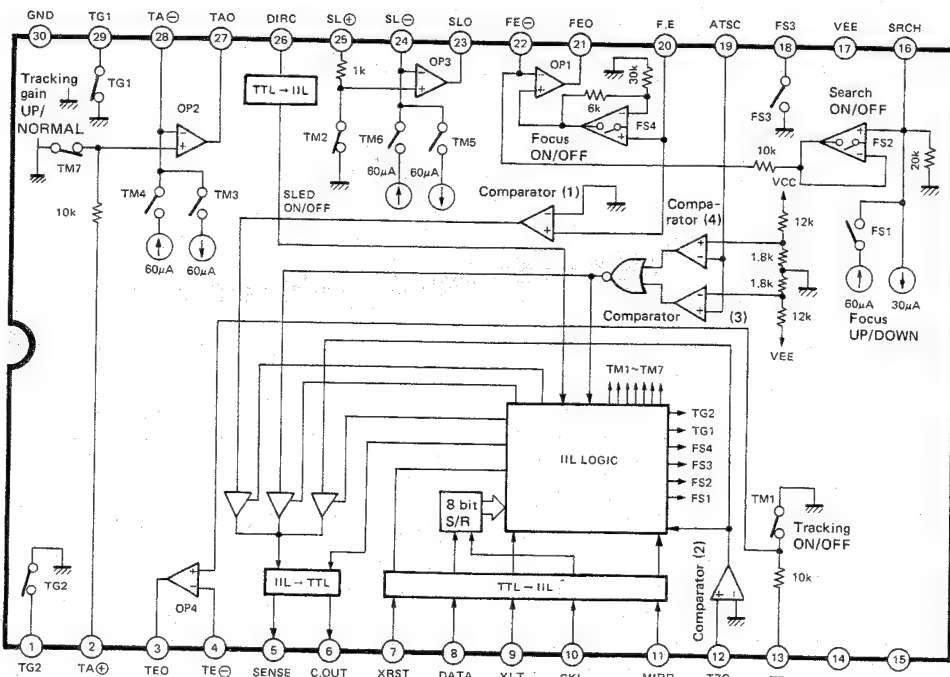 GND TG1 TA⊖ TAO DIRC SL⊕ SL⊖ SLO FE⊖ FEO F.E ATSC FS3 VEE SRCH
30 29 28 27 26 25 24 23 22 21 20 19 18 17 16
TG1
Tracking
gain
UP/
NORMAL
TM7
10k
OP2
TM4
TM3
60μA
60μA
TTL→IIL
SLED
ON/OFF
1k
TM2
OP3
TM6
TM5
60μA
60μA
OP1
30k
6k
FS4
Focus
ON/OFF
FS3
Search
ON/OFF
FS2
10k
20k
VCC
12k
1.8k
1.8k
12k
VEE
FS1
60μA
30μA
Focus
UP/DOWN
Comparator (1)
Compa-
rator (4)
Comparator (3)
TM1~TM7
IIL LOGIC
TG2
TG1
FS4
FS3
FS2
FS1
8 bit
S/R
TM1
Tracking
ON/OFF
10k
Comparator (2)
TG2
OP4
IIL→TTL
TTL→IIL
1 2 3 4 5 6 7 8 9 10 11 12 13 14 15
TG2 TA⊕ TEO TE⊖ SENSE C.OUT XRST DATA